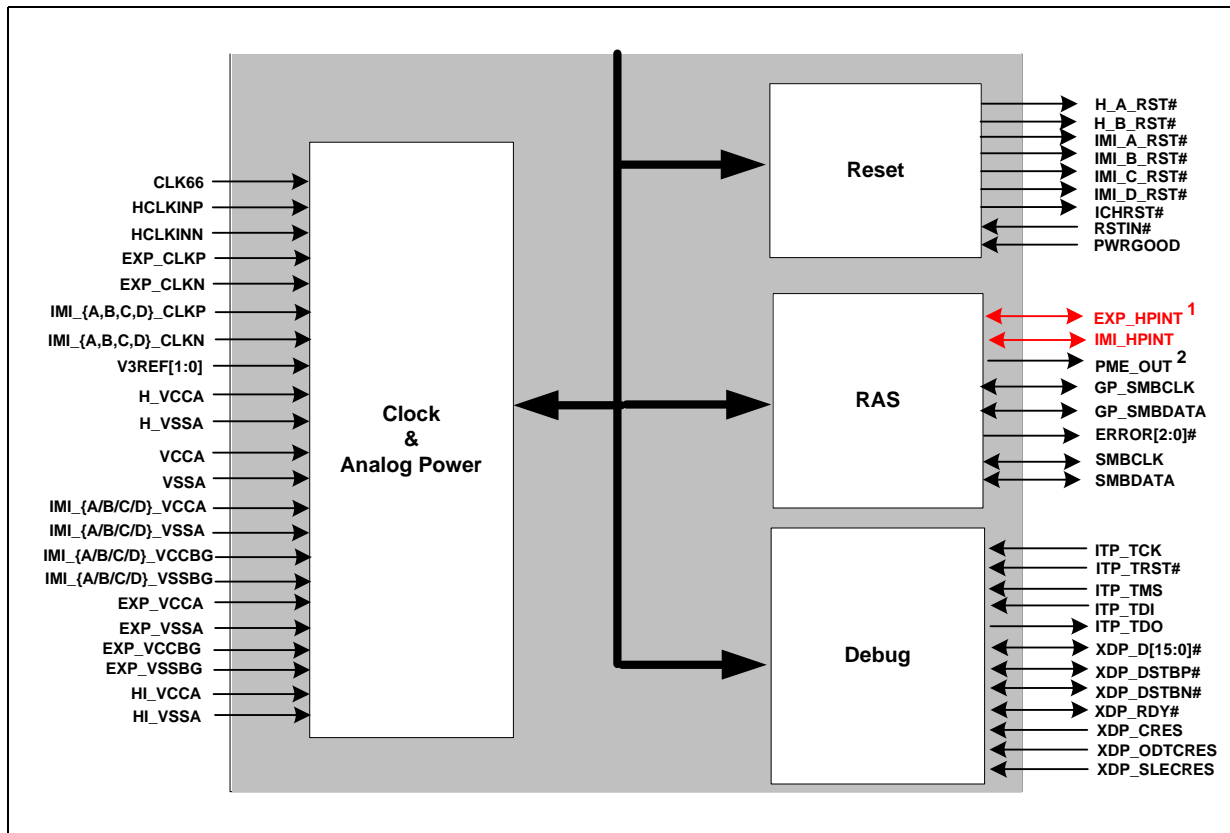 CLK66
HCLKINP
HCLKINN
EXP_CLKP
EXP_CLKN
IMI_{A,B,C,D}_CLKP
IMI_{A,B,C,D}_CLKN
V3REF[1:0]
H_VCCA
H_VSSA
VCCA
VSSA
IMI_{A/B/C/D}_VCCA
IMI_{A/B/C/D}_VSSA
IMI_{A/B/C/D}_VCCBG
IMI_{A/B/C/D}_VSSBG
EXP_VCCA
EXP_VSSA
EXP_VCCBG
EXP_VSSBG
HI_VCCA
HI_VSSA
Clock
&
Analog Power
Reset
H_A_RST#
H_B_RST#
IMI_A_RST#
IMI_B_RST#
IMI_C_RST#
IMI_D_RST#
ICHRST#
RSTIN#
PWRGOOD
RAS
EXP_HPINT 1
IMI_HPINT
PME_OUT 2
GP_SMBCLK
GP_SMBDATA
ERROR[2:0]#
SMBCLK
SMBDATA
Debug
ITP_TCK
ITP_TRST#
ITP_TMS
ITP_TDI
ITP_TDO
XDP_D[15:0]#
XDP_DSTBP#
XDP_DSTBN#
XDP_RDY#
XDP_CRES
XDP_ODTCRES
XDP_SLECRES